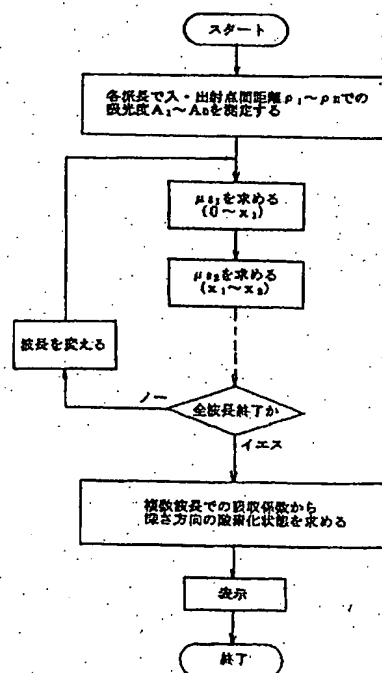 スタート
各波長で入・出射点間距離ρ1~ρnでの
吸光度A1~Anを測定する
μa1を求める
(0~x1)
μa2を求める
(x1~x2)
波長を変える
ノー
全波長終了か
イエス
複数波長での吸収係数から
深さ方向の酸素化状態を求める
表示
終了